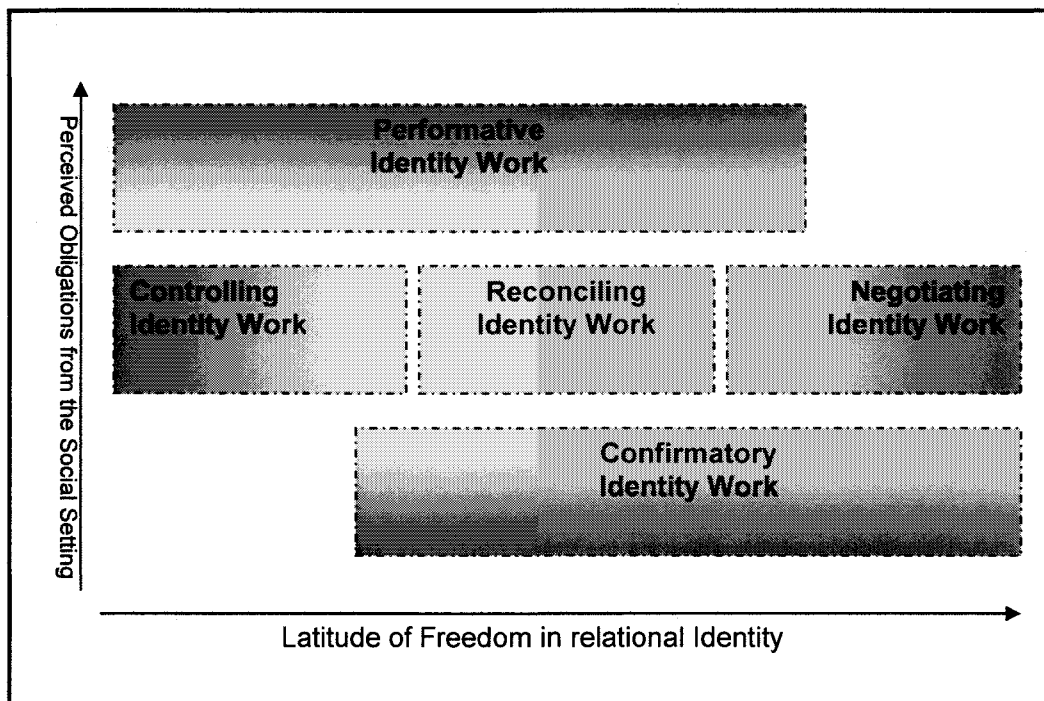 Perceived Obligations from the Social Setting
Performative
Identity Work
Controlling
Identity Work
Reconciling
Identity Work
Negotiating
Identity Work
Confirmatory
Identity Work
Latitude of Freedom in relational Identity